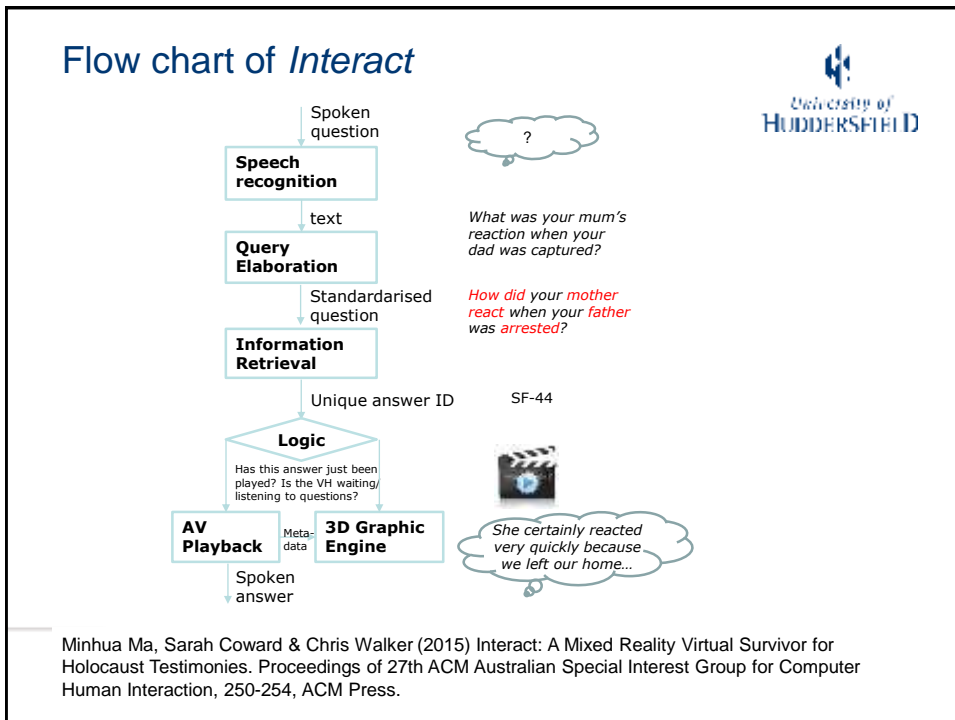 Flow chart of Interact
University of
HUDDERSFIELD
Spoken
question
?
Speech
recognition
text
What was your mum's
reaction when your
dad was captured?
Query
Elaboration
Standardarised
question
How did your mother
react when your father
was arrested?
Information
Retrieval
Unique answer ID
SF-44
Logic
Has this answer just been
played? Is the VH waiting/
listening to questions?
AV
Playback
Meta-
data
3D Graphic
Engine
She certainly reacted
very quickly because
we left our home…
Spoken
answer
Minhua Ma, Sarah Coward & Chris Walker (2015) Interact: A Mixed Reality Virtual Survivor for
Holocaust Testimonies. Proceedings of 27th ACM Australian Special Interest Group for Computer
Human Interaction, 250-254, ACM Press.